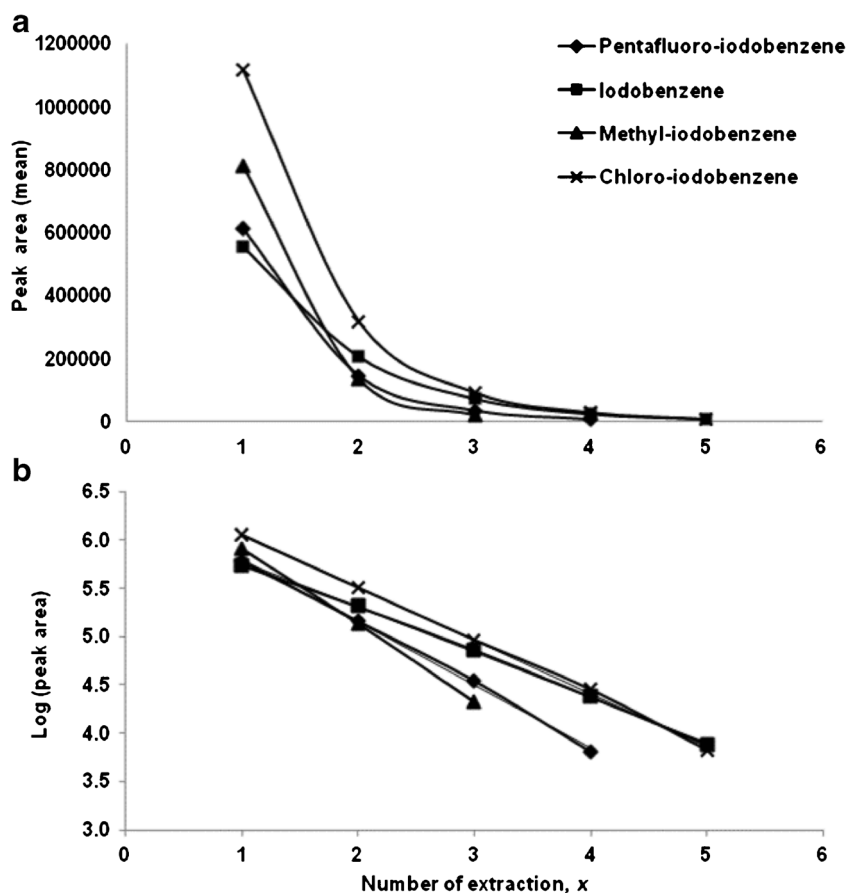 a
1200000
1000000
800000
600000
400000
200000
0
Peak area (mean)
Pentafluoro-iodobenzene
Iodobenzene
Methyl-iodobenzene
Chloro-iodobenzene
0 1 2 3 4 5 6
b
6.5
6.0
5.5
5.0
4.5
4.0
3.5
3.0
Log (peak area)
0 1 2 3 4 5 6
Number of extraction, x